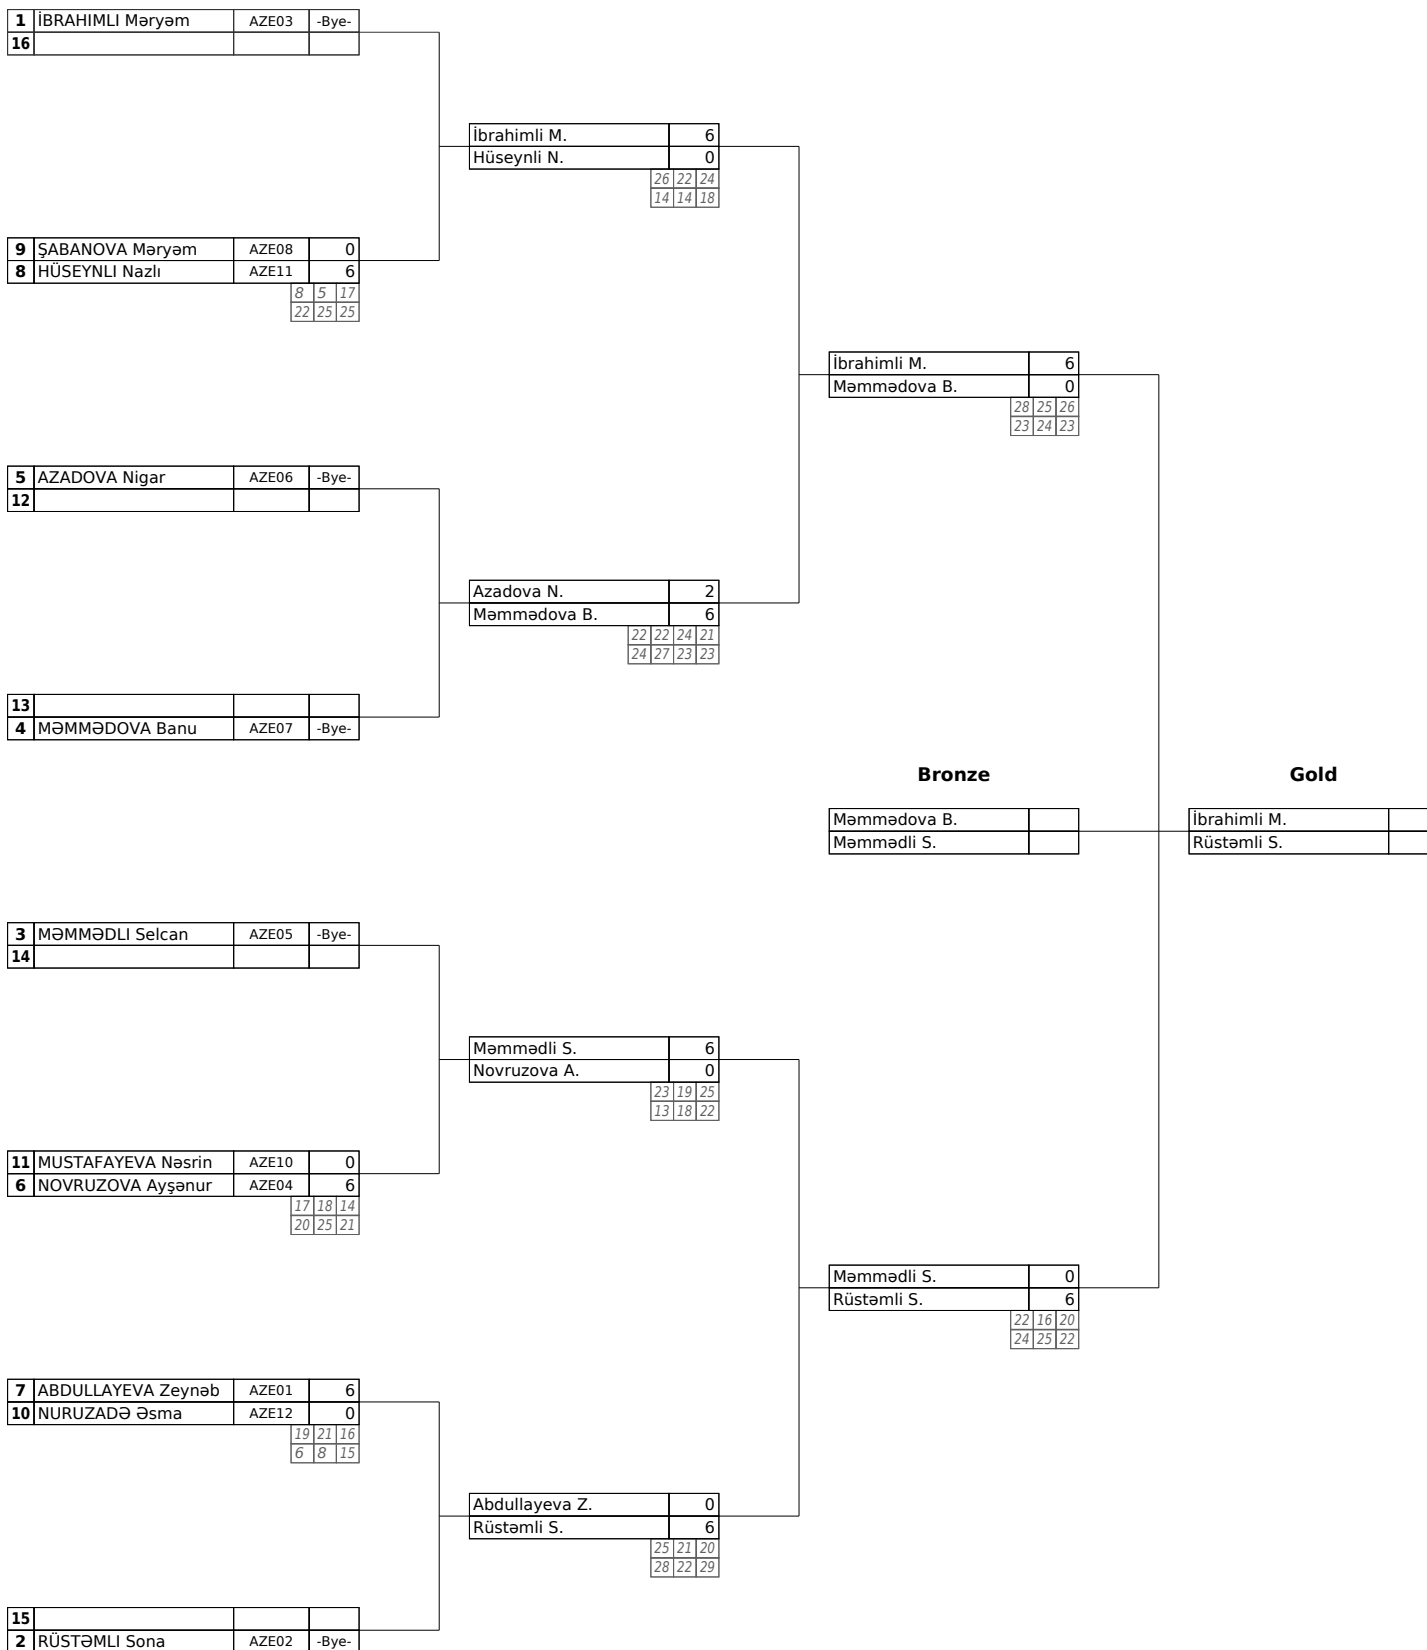 1 İBRAHIMLI Məryəm AZE03 -Bye-
16
İbrahimli M. 6
Hüseynli N. 0
26 22 24
14 14 18
9 ŞABANOVA Məryəm AZE08 0
8 HÜSEYNLI Nazlı AZE11 6
8 5 17
22 25 25
İbrahimli M. 6
Məmmədova B. 0
28 25 26
23 24 23
5 AZADOVA Nigar AZE06 -Bye-
12
Azadova N. 2
Məmmədova B. 6
22 22 24 21
24 27 23 23
13
4 MƏMMƏDOVA Banu AZE07 -Bye-
Bronze Gold
Məmmədova B. İbrahimli M.
Məmmədli S. Rüstəmli S.
3 MƏMMƏDLI Selcan AZE05 -Bye-
14
Məmmədli S. 6
Novruzova A. 0
23 19 25
13 18 22
11 MUSTAFAYEVA Nəsrin AZE10 0
6 NOVRUZOVA Ayşənur AZE04 6
17 18 14
20 25 21
Məmmədli S. 0
Rüstəmli S. 6
22 16 20
24 25 22
7 ABDULLAYEVA Zeynəb AZE01 6
10 NURUZADƏ Əsma AZE12 0
19 21 16
6 8 15
Abdullayeva Z. 0
Rüstəmli S. 6
25 21 20
28 22 29
15
2 RÜSTƏMLI Sona AZE02 -Bye-